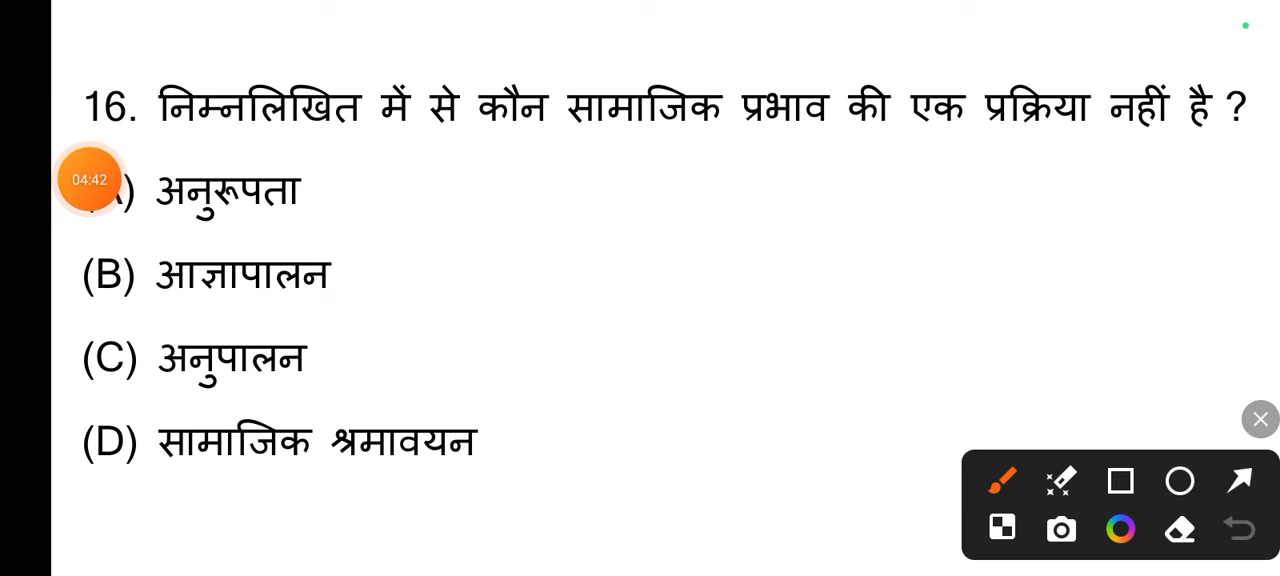 16. निम्नलिखित में से कौन सामाजिक प्रभाव की एक प्रक्रिया नहीं है ?
04:42
) अनुरूपता
(B) आज्ञापालन
(C) अनुपालन
(D) सामाजिक श्रमावयन